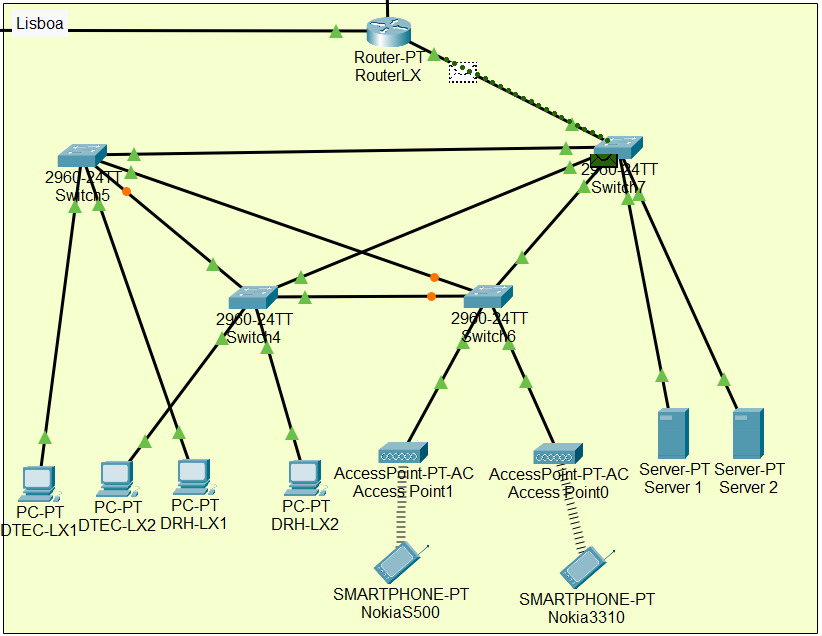 Lisboa
Router-PT
RouterLX
2960-24TT
Switch5
2960-24TT
Switch7
2960-24TT
Switch4
2960-24TT
Switch6
PC-PT
DTEC-LX1
PC-PT
DTEC-LX2
PC-PT
DRH-LX1
PC-PT
DRH-LX2
AccessPoint-PT-AC
Access Point1
AccessPoint-PT-AC
Access Point0
Server-PT
Server 1
Server-PT
Server 2
SMARTPHONE-PT
NokiaS500
SMARTPHONE-PT
Nokia3310